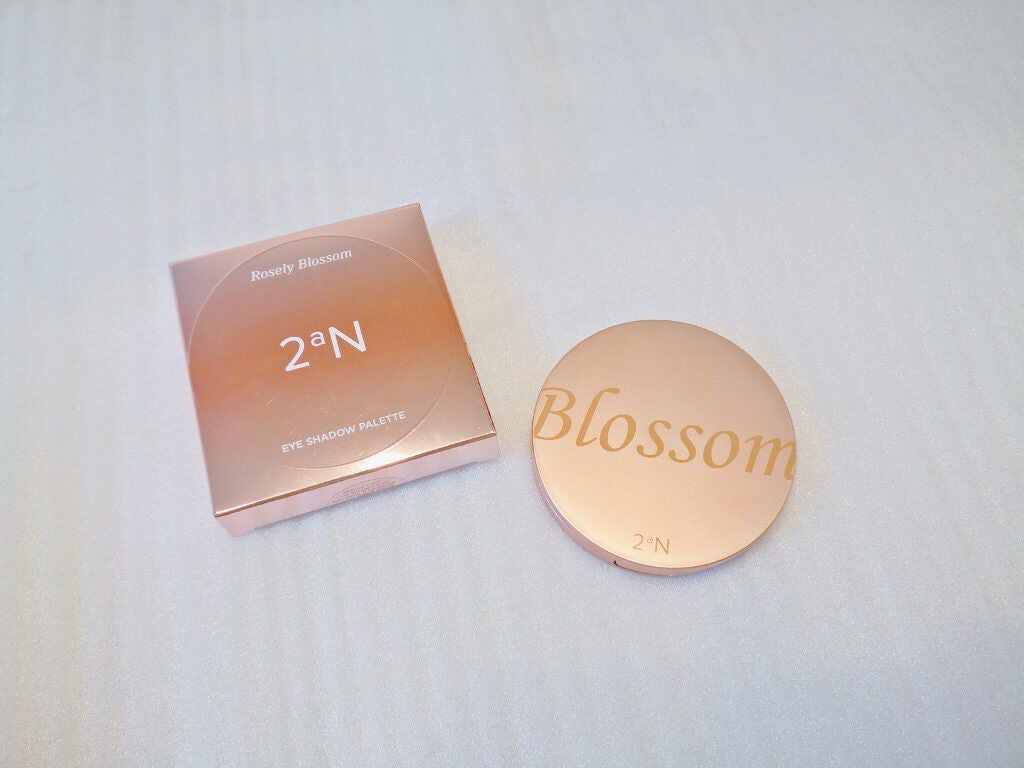 Rosely Blossom
2aN
EYE SHADOW PALETTE
Blossom
2aN